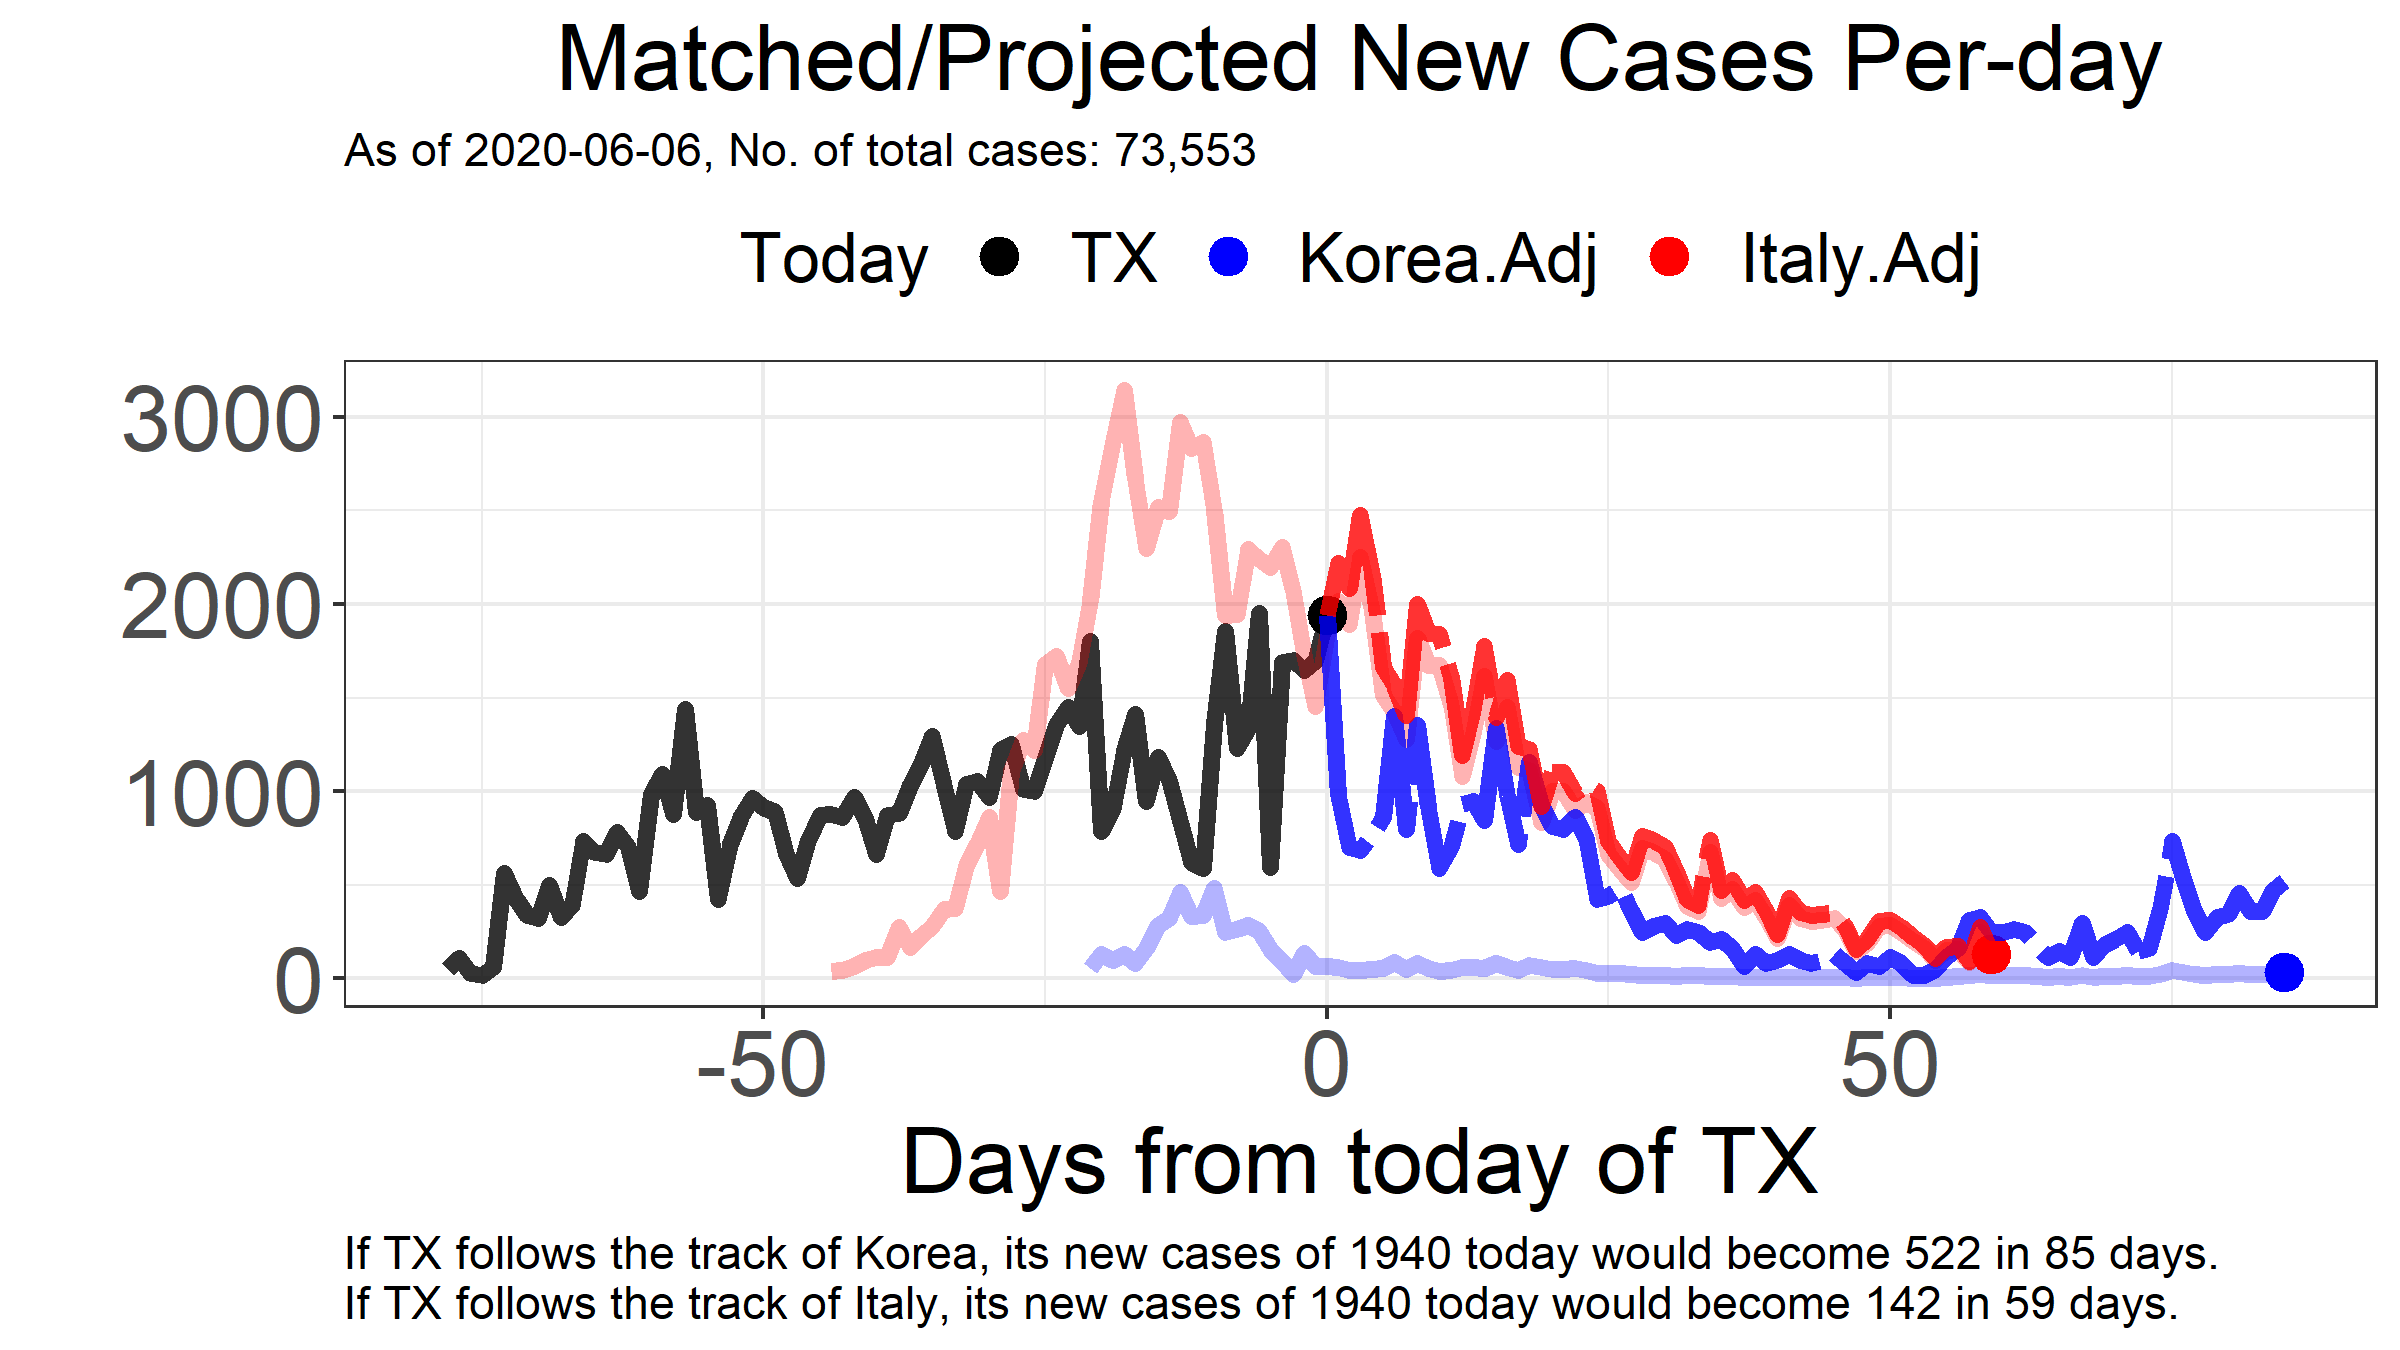 Matched/Projected New Cases Per-day
As of 2020-06-06, No. of total cases: 73,553
Today TX Korea.Adj Italy.Adj
3000
2000
1000
0
-50 0 50
Days from today of TX
If TX follows the track of Korea, its new cases of 1940 today would become 522 in 85 days.
If TX follows the track of Italy, its new cases of 1940 today would become 142 in 59 days.